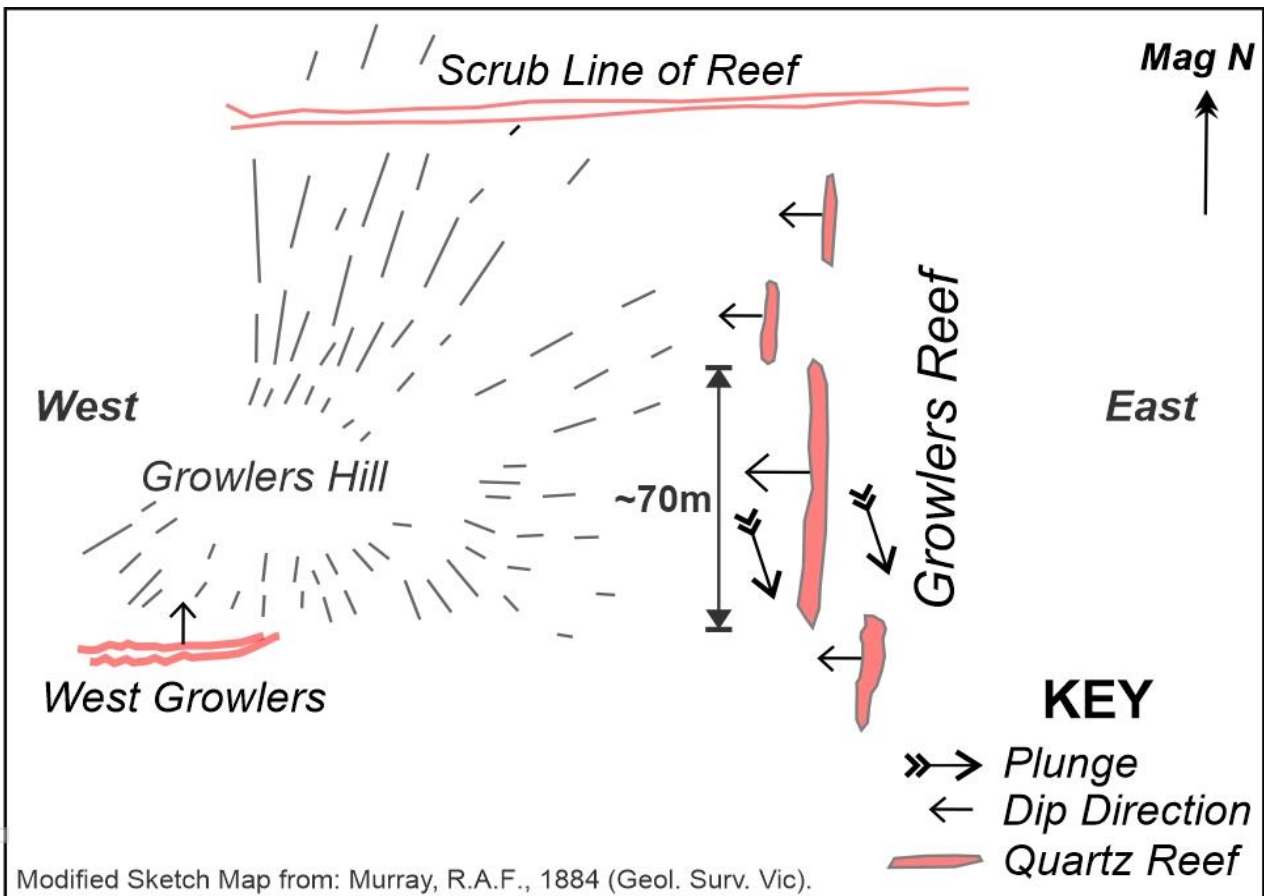 Mag N
Scrub Line of Reef
Growlers Reef
West
East
Growlers Hill
~70m
West Growlers
KEY
Plunge
Dip Direction
Quartz Reef
Modified Sketch Map from: Murray, R.A.F., 1884 (Geol. Surv. Vic).